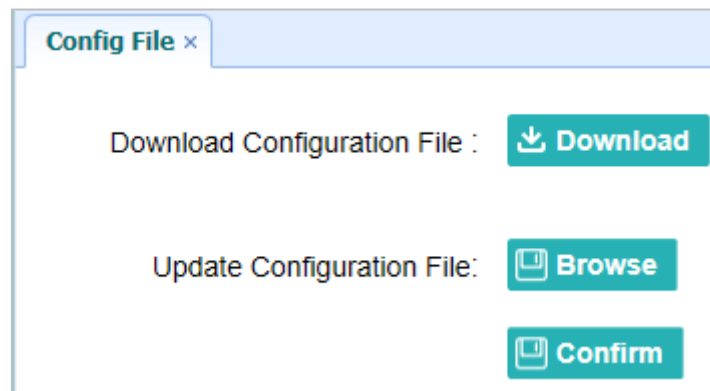 Config File ×
Download Configuration File : Download
Update Configuration File: Browse
Confirm